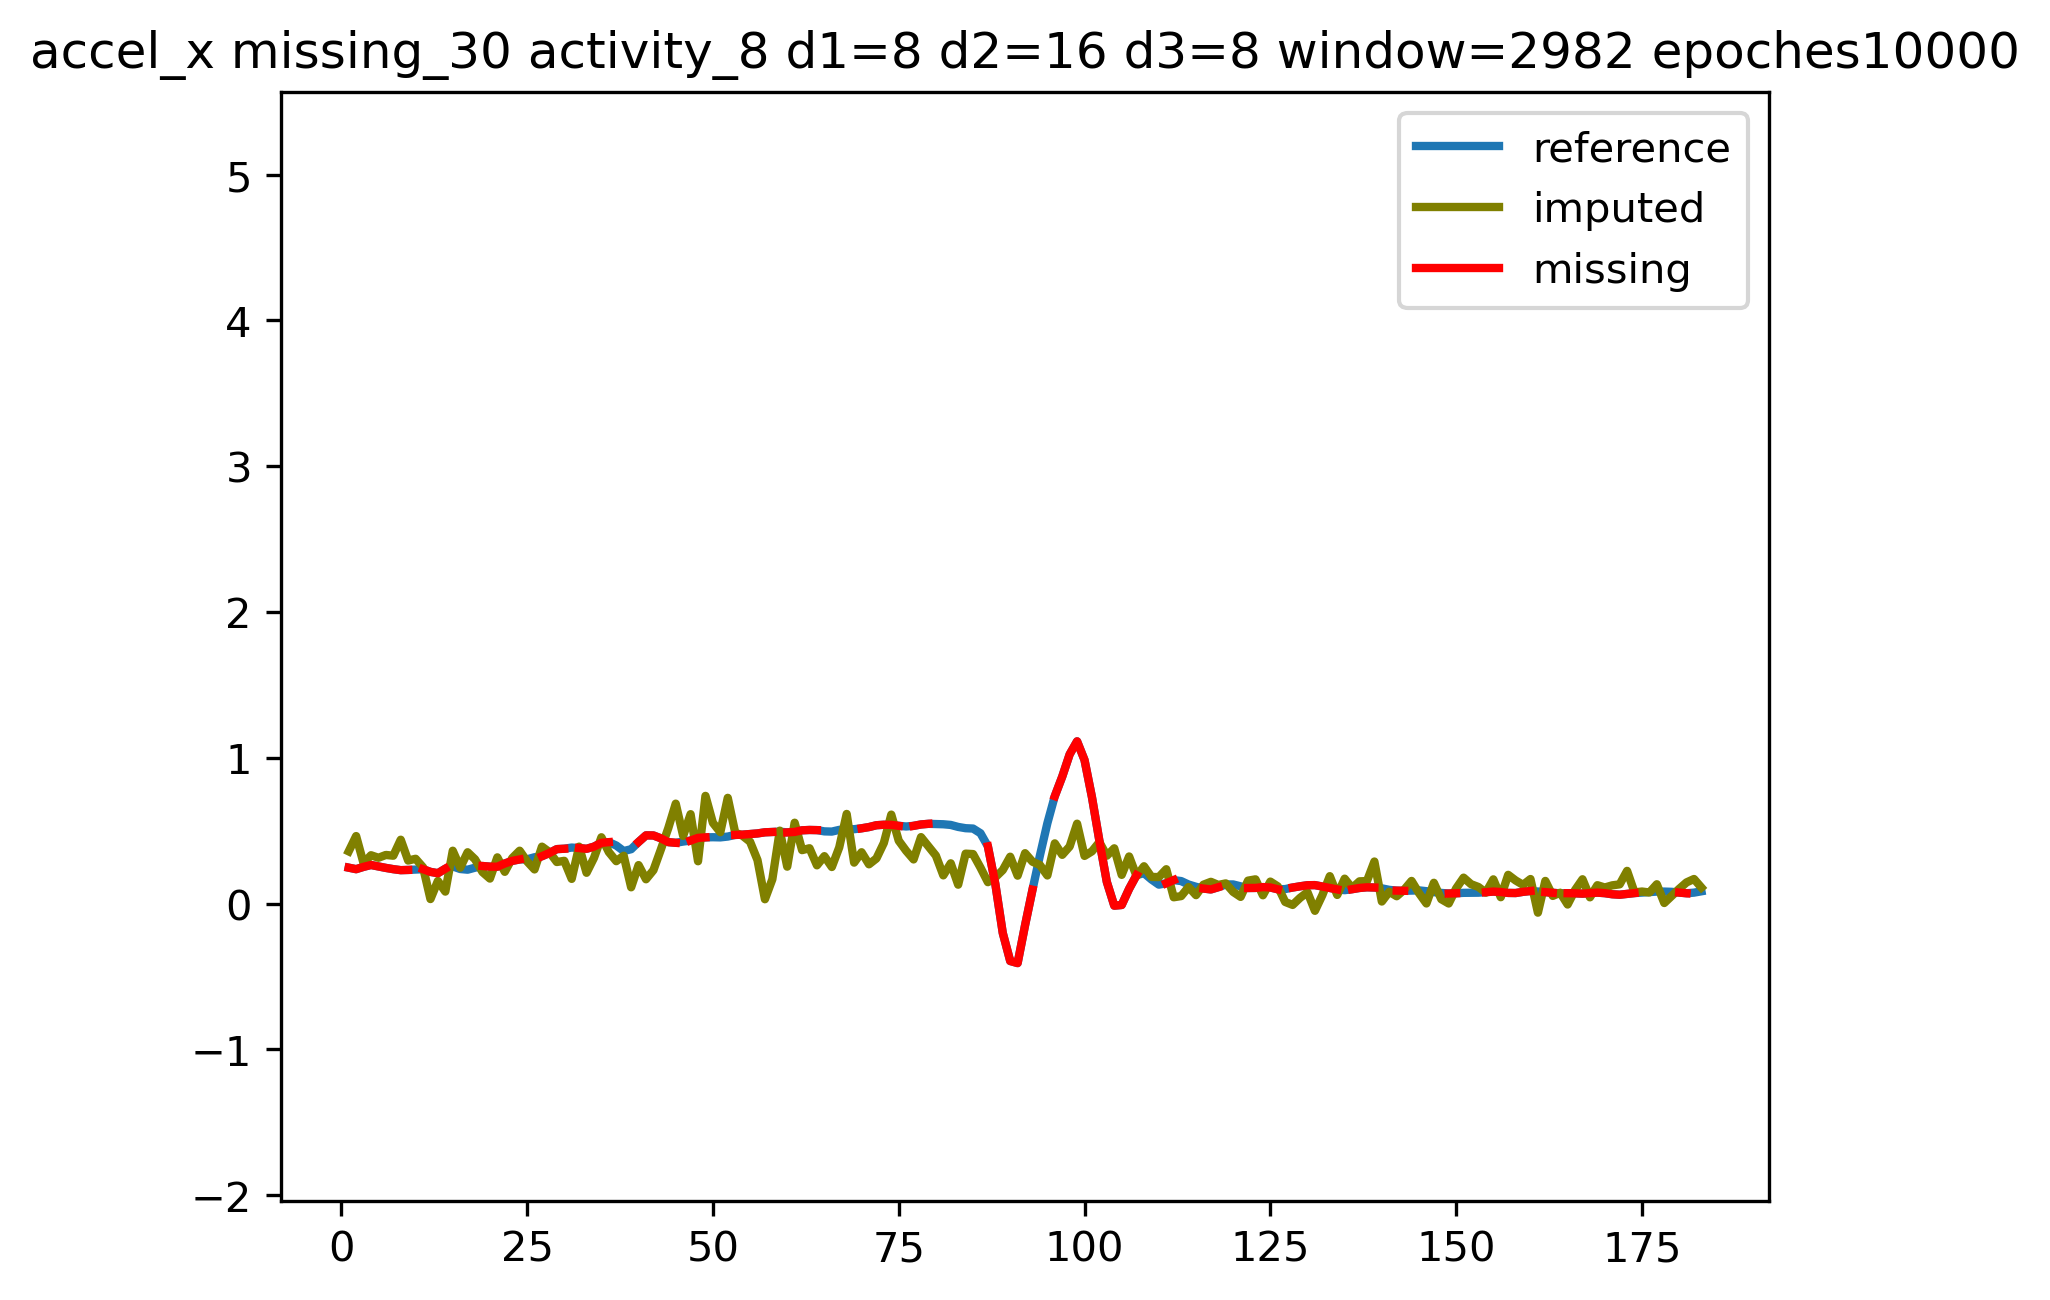 accel_x missing_30 activity_8 d1=8 d2=16 d3=8 window=2982 epoches10000
reference
imputed
missing
5
4
3
2
1
0
−1
−2
0 25 50 75 100 125 150 175